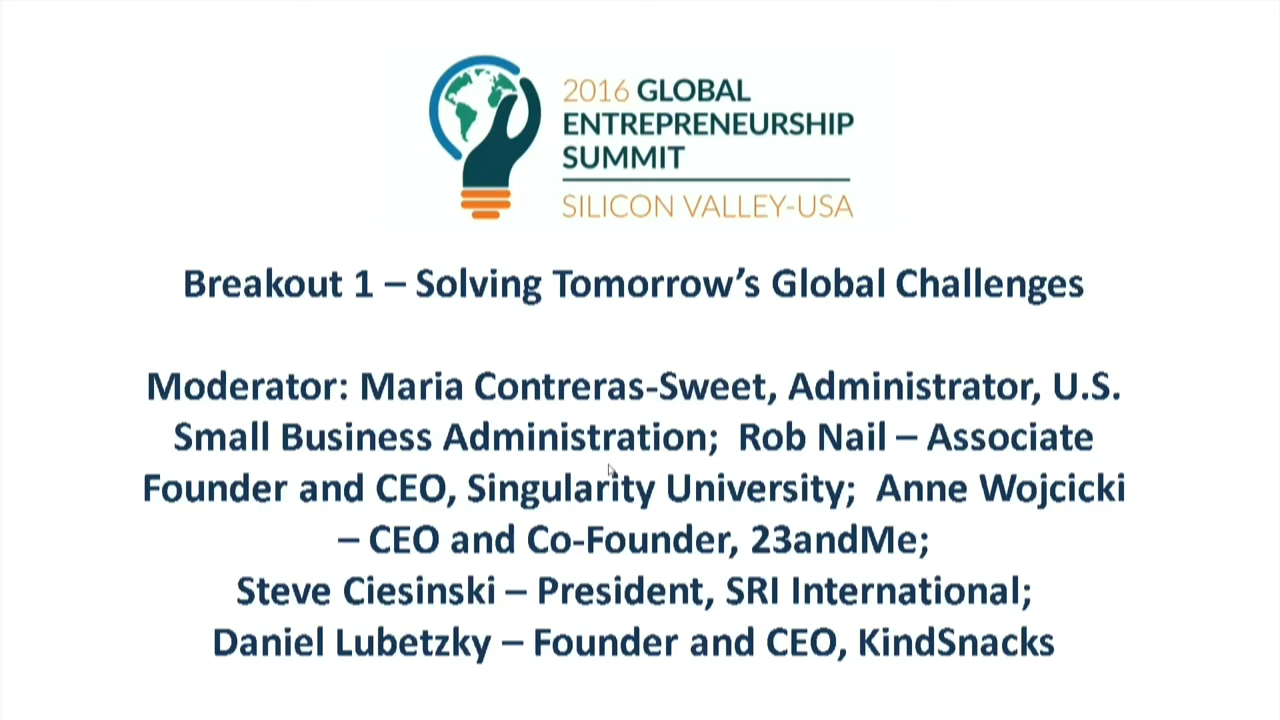 2016 GLOBAL
ENTREPRENEURSHIP
SUMMIT
SILICON VALLEY-USA
Breakout 1 – Solving Tomorrow’s Global Challenges
Moderator: Maria Contreras-Sweet, Administrator, U.S.
Small Business Administration;  Rob Nail – Associate
Founder and CEO, Singularity University;  Anne Wojcicki
– CEO and Co-Founder, 23andMe;
Steve Ciesinski – President, SRI International;
Daniel Lubetzky – Founder and CEO, KindSnacks